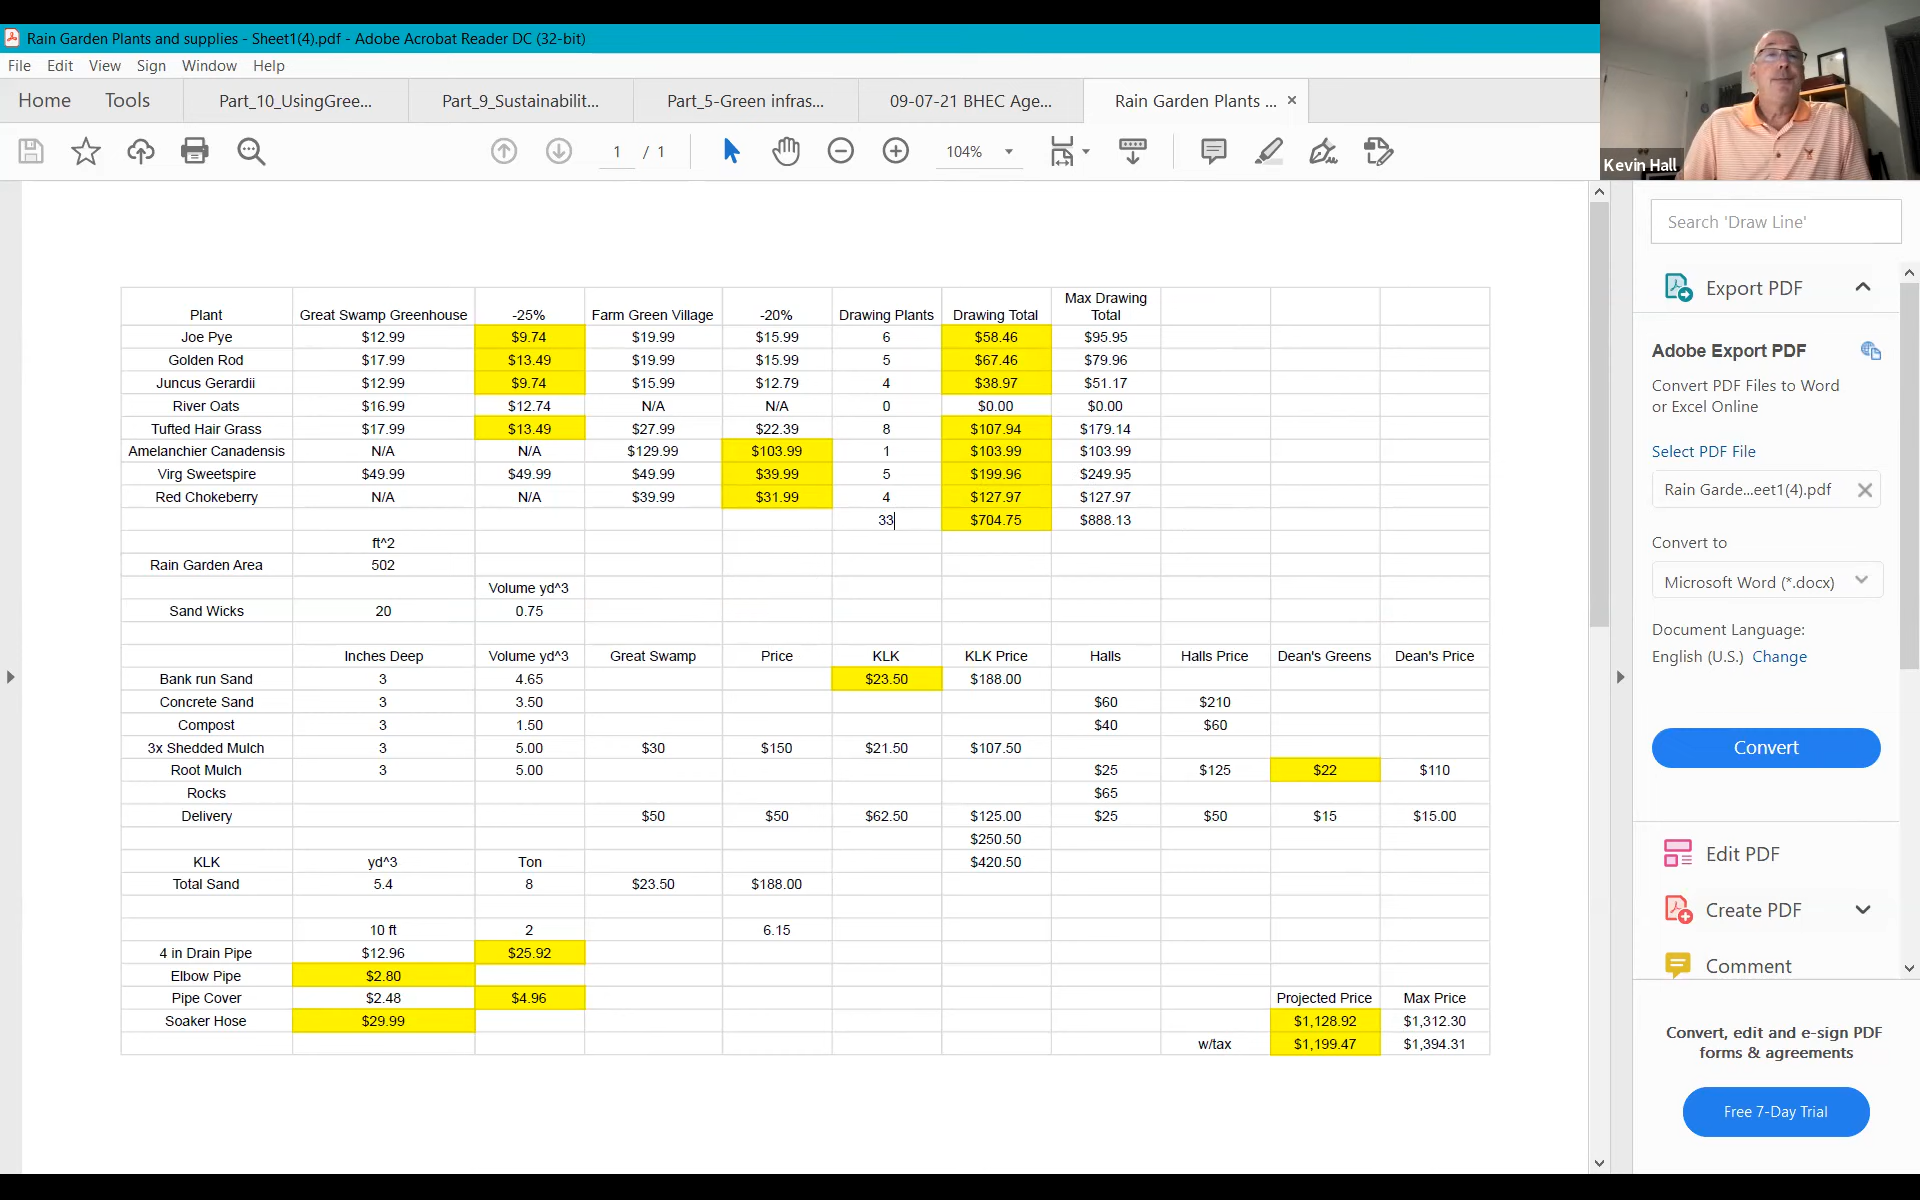 Rain Garden Plants and supplies - Sheet1(4).pdf - Adobe Acrobat Reader DC (32-bit)
File Edit View Sign Window Help
Home Tools Part_10_UsingGree... Part_9_Sustainabilit... Part_5-Green infras... 09-07-21 BHEC Age... Rain Garden Plants ... ×
1 / 1 104%
Kevin Hall
Plant Great Swamp Greenhouse -25% Farm Green Village -20% Drawing Plants Drawing Total Max Drawing Total
Joe Pye $12.99 $9.74 $19.99 $15.99 6 $58.46 $95.95
Golden Rod $17.99 $13.49 $19.99 $15.99 5 $67.46 $79.96
Juncus Gerardii $12.99 $9.74 $15.99 $12.79 4 $38.97 $51.17
River Oats $16.99 $12.74 N/A N/A 0 $0.00 $0.00
Tufted Hair Grass $17.99 $13.49 $27.99 $22.39 8 $107.94 $179.14
Amelanchier Canadensis N/A N/A $129.99 $103.99 1 $103.99 $103.99
Virg Sweetspire $49.99 $49.99 $49.99 $39.99 5 $199.96 $249.95
Red Chokeberry N/A N/A $39.99 $31.99 4 $127.97 $127.97
33 $704.75 $888.13
ft^2
Rain Garden Area 502
Volume yd^3
Sand Wicks 20 0.75
Inches Deep Volume yd^3 Great Swamp Price KLK KLK Price Halls Halls Price Dean's Greens Dean's Price
Bank run Sand 3 4.65 $23.50 $188.00
Concrete Sand 3 3.50 $60 $210
Compost 3 1.50 $40 $60
3x Shedded Mulch 3 5.00 $30 $150 $21.50 $107.50
Root Mulch 3 5.00 $25 $125 $22 $110
Rocks $65
Delivery $50 $50 $62.50 $125.00 $25 $50 $15 $15.00
$250.50
KLK yd^3 Ton $420.50
Total Sand 5.4 8 $23.50 $188.00
10 ft 2 6.15
4 in Drain Pipe $12.96 $25.92
Elbow Pipe $2.80
Pipe Cover $2.48 $4.96 Projected Price Max Price
Soaker Hose $29.99 $1,128.92 $1,312.30
w/tax $1,199.47 $1,394.31
Search 'Draw Line'
Export PDF
Adobe Export PDF
Convert PDF Files to Word
or Excel Online
Select PDF File
Rain Garde...eet1(4).pdf
Convert to
Microsoft Word (*.docx)
Document Language:
English (U.S.) Change
Convert
Edit PDF
Create PDF
Comment
Convert, edit and e-sign PDF
forms & agreements
Free 7-Day Trial